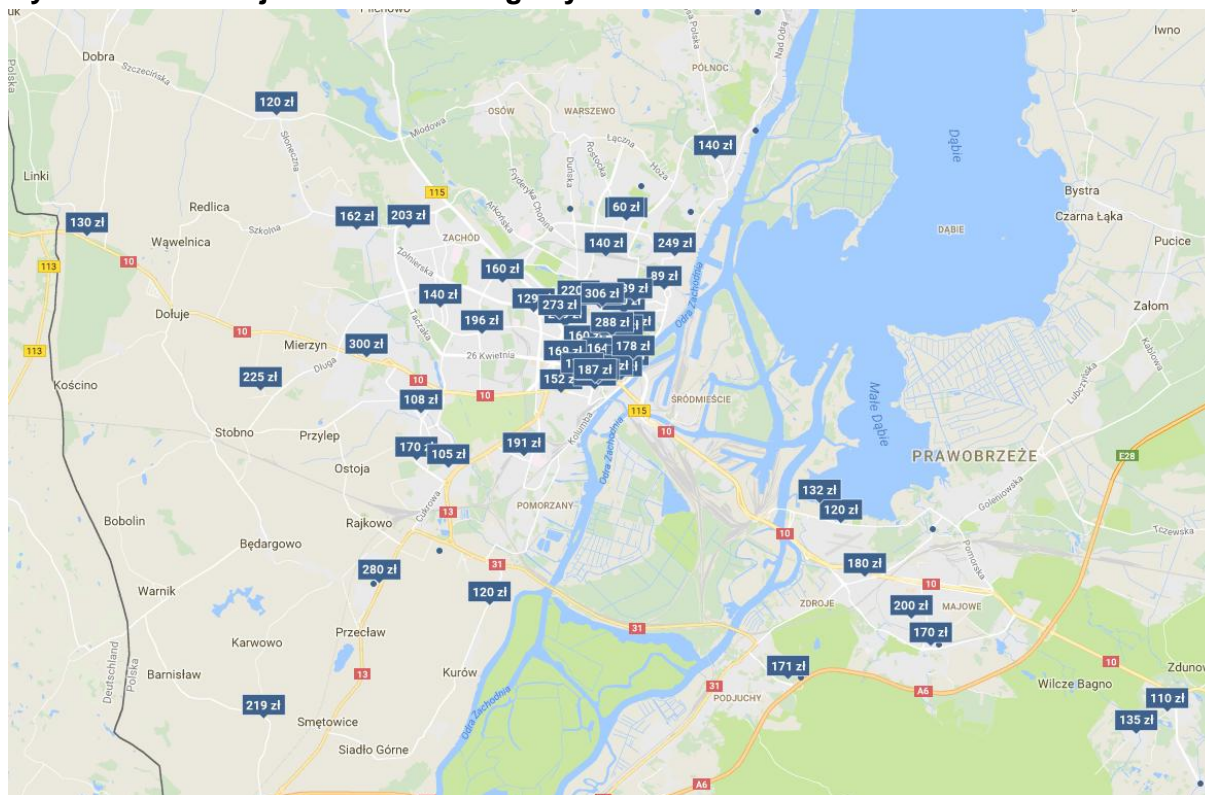 Iwno
Dobra
Szczecińska
Polska
Nad Odrą
PÓŁNOC
120 zł
Miodowa
OSÓW
WARSZEWO
Łączna
140 zł
Dąbie
Słoneczna
Rostocka
Duńska
Hoża
Linki
115
Fryderyka Chopina
Bystra
Redlica
Arkońska
60 zł
130 zł
162 zł
203 zł
Czarna Łąka
Szkolna
Wąwelnica
ZACHÓD
140 zł
249 zł
DĄBIE
Pucice
10
113
Żołnierska
160 zł
89 zł
Odra Zachodnia
140 zł
220
306 zł
39 zł
129
273 zł
Załom
Dołuje
Taczaka
196 zł
288 zł
10
Mierzyn
300 zł
160
164
178 zł
113
26 Kwietnia
169 zł
Kablowa
Długa
Kościno
225 zł
10
10
152 z
187 zł
Lubczyńska
108 zł
115
ŚRÓDMIEŚCIE
Małe Dąbie
Kolumba
10
Stobno
Przylep
170 zł
105 zł
191 zł
Odra Zachodnia
PRAWOBRZEŻE
E28
Ostoja
132 zł
Goleniowska
Cukrowa
13
POMORZANY
120 zł
Bobolin
Rajkowo
10
Tczewska
Będargowo
Pomorska
280 zł
31
180 zł
Warnik
120 zł
10
ZDROJE
200 zł
MAJOWE
Karwowo
Przecław
31
170 zł
Deutschland
Polska
Barnisław
13
Kurów
171 zł
10
Zdunow
31
A6
Wilcze Bagno
PODJUCHY
110 zł
219 zł
Smętowice
Odra Zachodnia
135 zł
Siadło Górne
A6